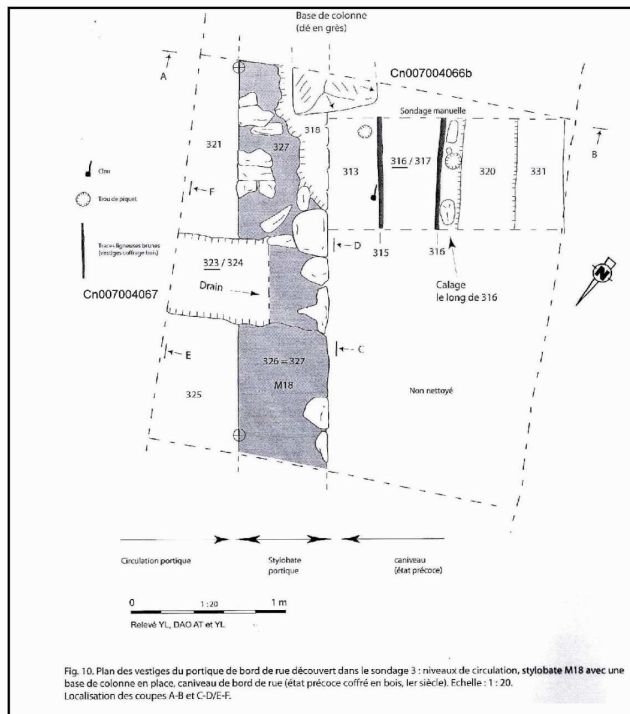 Base de colonne
(dé en grès)
Cn007004066b
A
Sondage manuelle
318
B
321
327
313
316 / 317
320
331
Clou
F
Trou de piquet
D
315
316
Traces ligneuses brunes
(vestiges coffrage bois)
323 / 324
Calage
le long de 316
N
Cn007004067
Drain
C
E
326 = 327
M18
325
Non nettoyé
Circulation portique
Stylobate
portique
caniveau
(état précoce)
0 1:20 1 m
Relevé YL, DAO AT et YL
Fig. 10. Plan des vestiges du portique de bord de rue découvert dans le sondage 3 : niveaux de circulation, stylobate M18 avec une
base de colonne en place, caniveau de bord de rue (état précoce coffré en bois, Ier siècle). Echelle : 1 : 20.
Localisation des coupes A-B et C-D/E-F.